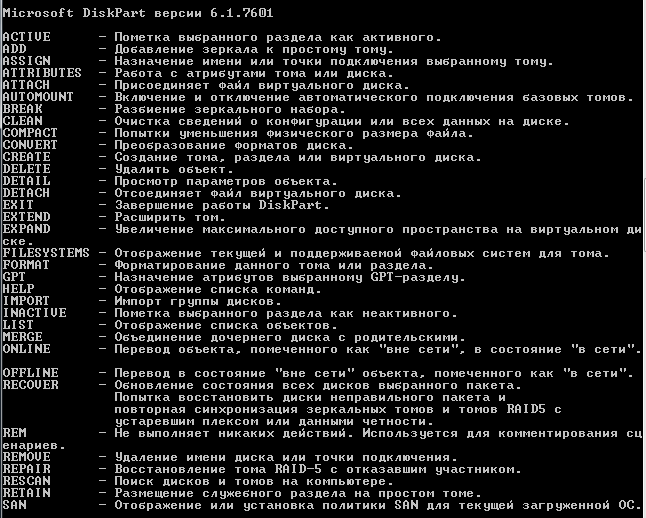 Microsoft DiskPart версии 6.1.7601
ACTIVE - Пометка выбранного раздела как активного.
ADD - Добавление зеркала к простому тому.
ASSIGN - Назначение имени или точки подключения выбранному тому.
ATTRIBUTES - Работа с атрибутами тома или диска.
ATTACH - Присоединяет файл виртуального диска.
AUTOMOUNT - Включение и отключение автоматического подключения базовых томов.
BREAK - Разбиение зеркального набора.
CLEAN - Очистка сведений о конфигурации или всех данных на диске.
COMPACT - Попытки уменьшения физического размера файла.
CONVERT - Преобразование форматов диска.
CREATE - Создание тома, раздела или виртуального диска.
DELETE - Удалить объект.
DETAIL - Просмотр параметров объекта.
DETACH - Отсоединяет файл виртуального диска.
EXIT - Завершение работы DiskPart.
EXTEND - Расширить том.
EXPAND - Увеличение максимального доступного пространства на виртуальном ди
ске.
FILESYSTEMS - Отображение текущей и поддерживаемой файловых систем для тома.
FORMAT - Форматирование данного тома или раздела.
GPT - Назначение атрибутов выбранному GPT-разделу.
HELP - Отображение списка команд.
IMPORT - Импорт группы дисков.
INACTIVE - Пометка выбранного раздела как неактивного.
LIST - Отображение списка объектов.
MERGE - Объединение дочернего диска с родительскими.
ONLINE - Перевод объекта, помеченного как "вне сети", в состояние "в сети".
OFFLINE - Перевод в состояние "вне сети" объекта, помеченного как "в сети".
RECOVER - Обновление состояния всех дисков выбранного пакета.
Попытка восстановить диски неправильного пакета и
повторная синхронизация зеркальных томов и томов RAID5 с
устаревшим плексом или данными четности.
REM - Не выполняет никаких действий. Используется для комментирования сц
енариев.
REMOVE - Удаление имени диска или точки подключения.
REPAIR - Восстановление тома RAID-5 с отказавшим участником.
RESCAN - Поиск дисков и томов на компьютере.
RETAIN - Размещение служебного раздела на простом томе.
SAN - Отображение или установка политики SAN для текущей загруженной ОС.